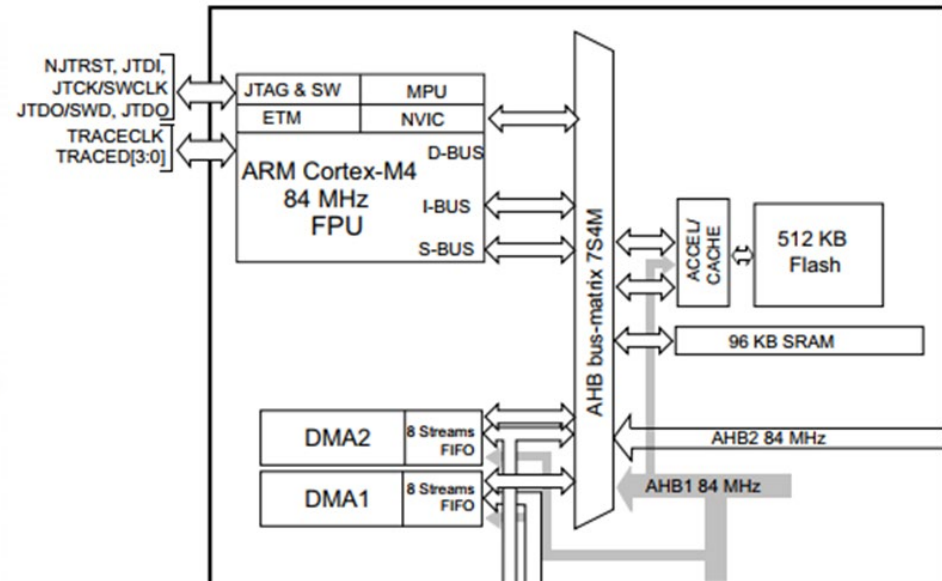 NJTRST, JTDI,
JTCK/SWCLK
JTDO/SWD, JTDO
TRACECLK
TRACED[3:0]
JTAG & SW
MPU
ETM
NVIC
D-BUS
ARM Cortex-M4
84 MHz
FPU
I-BUS
S-BUS
AHB bus-matrix 7S4M
ACCEL/
CACHE
512 KB
Flash
96 KB SRAM
DMA2
8 Streams
FIFO
AHB2 84 MHz
DMA1
8 Streams
FIFO
AHB1 84 MHz